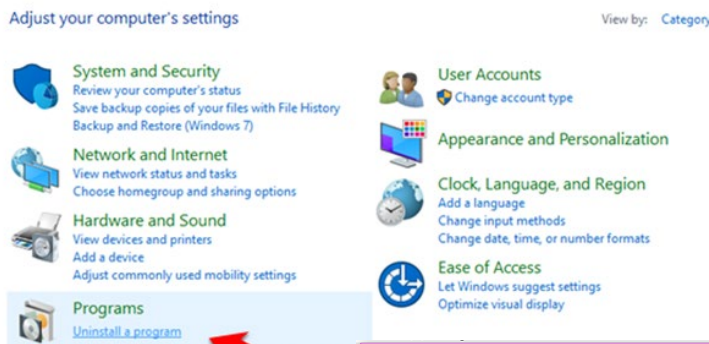 Adjust your computer's settings
View by: Category
System and Security
Review your computer's status
Save backup copies of your files with File History
Backup and Restore (Windows 7)
Network and Internet
View network status and tasks
Choose homegroup and sharing options
Hardware and Sound
View devices and printers
Add a device
Adjust commonly used mobility settings
Programs
Uninstall a program
User Accounts
Change account type
Appearance and Personalization
Clock, Language, and Region
Add a language
Change input methods
Change date, time, or number formats
Ease of Access
Let Windows suggest settings
Optimize visual display